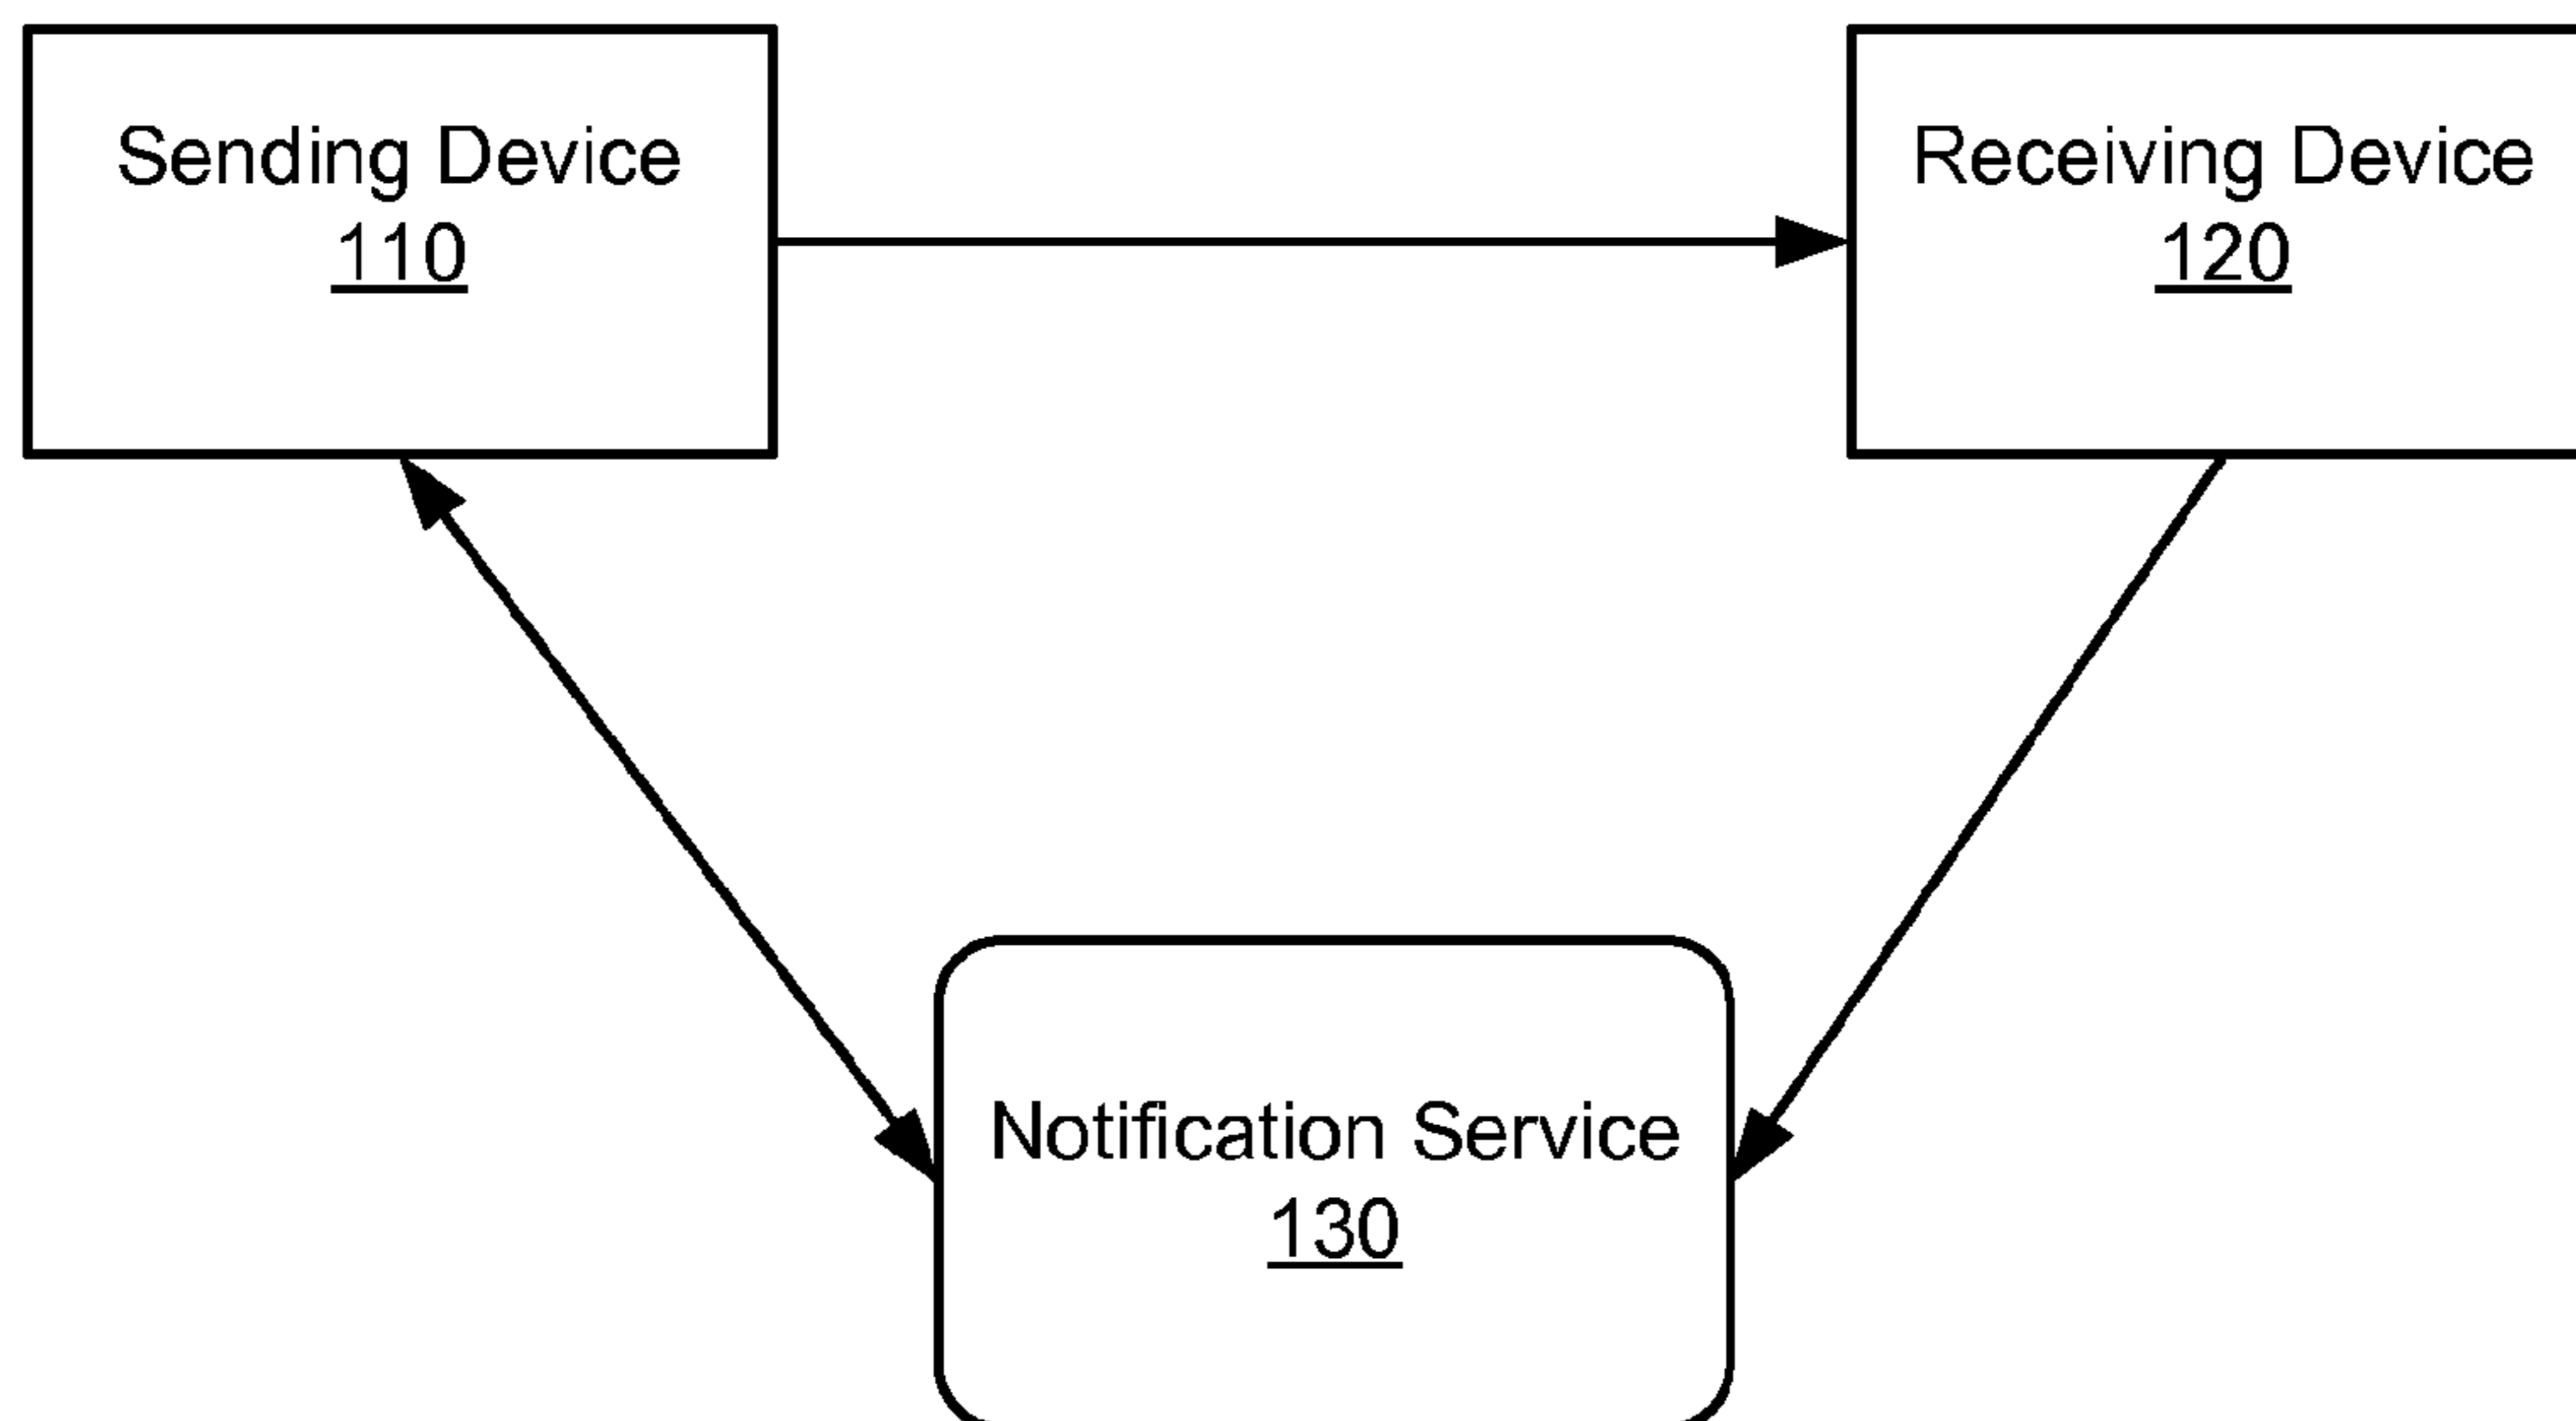 Sending Device
110
Receiving Device
120
Notification Service
130